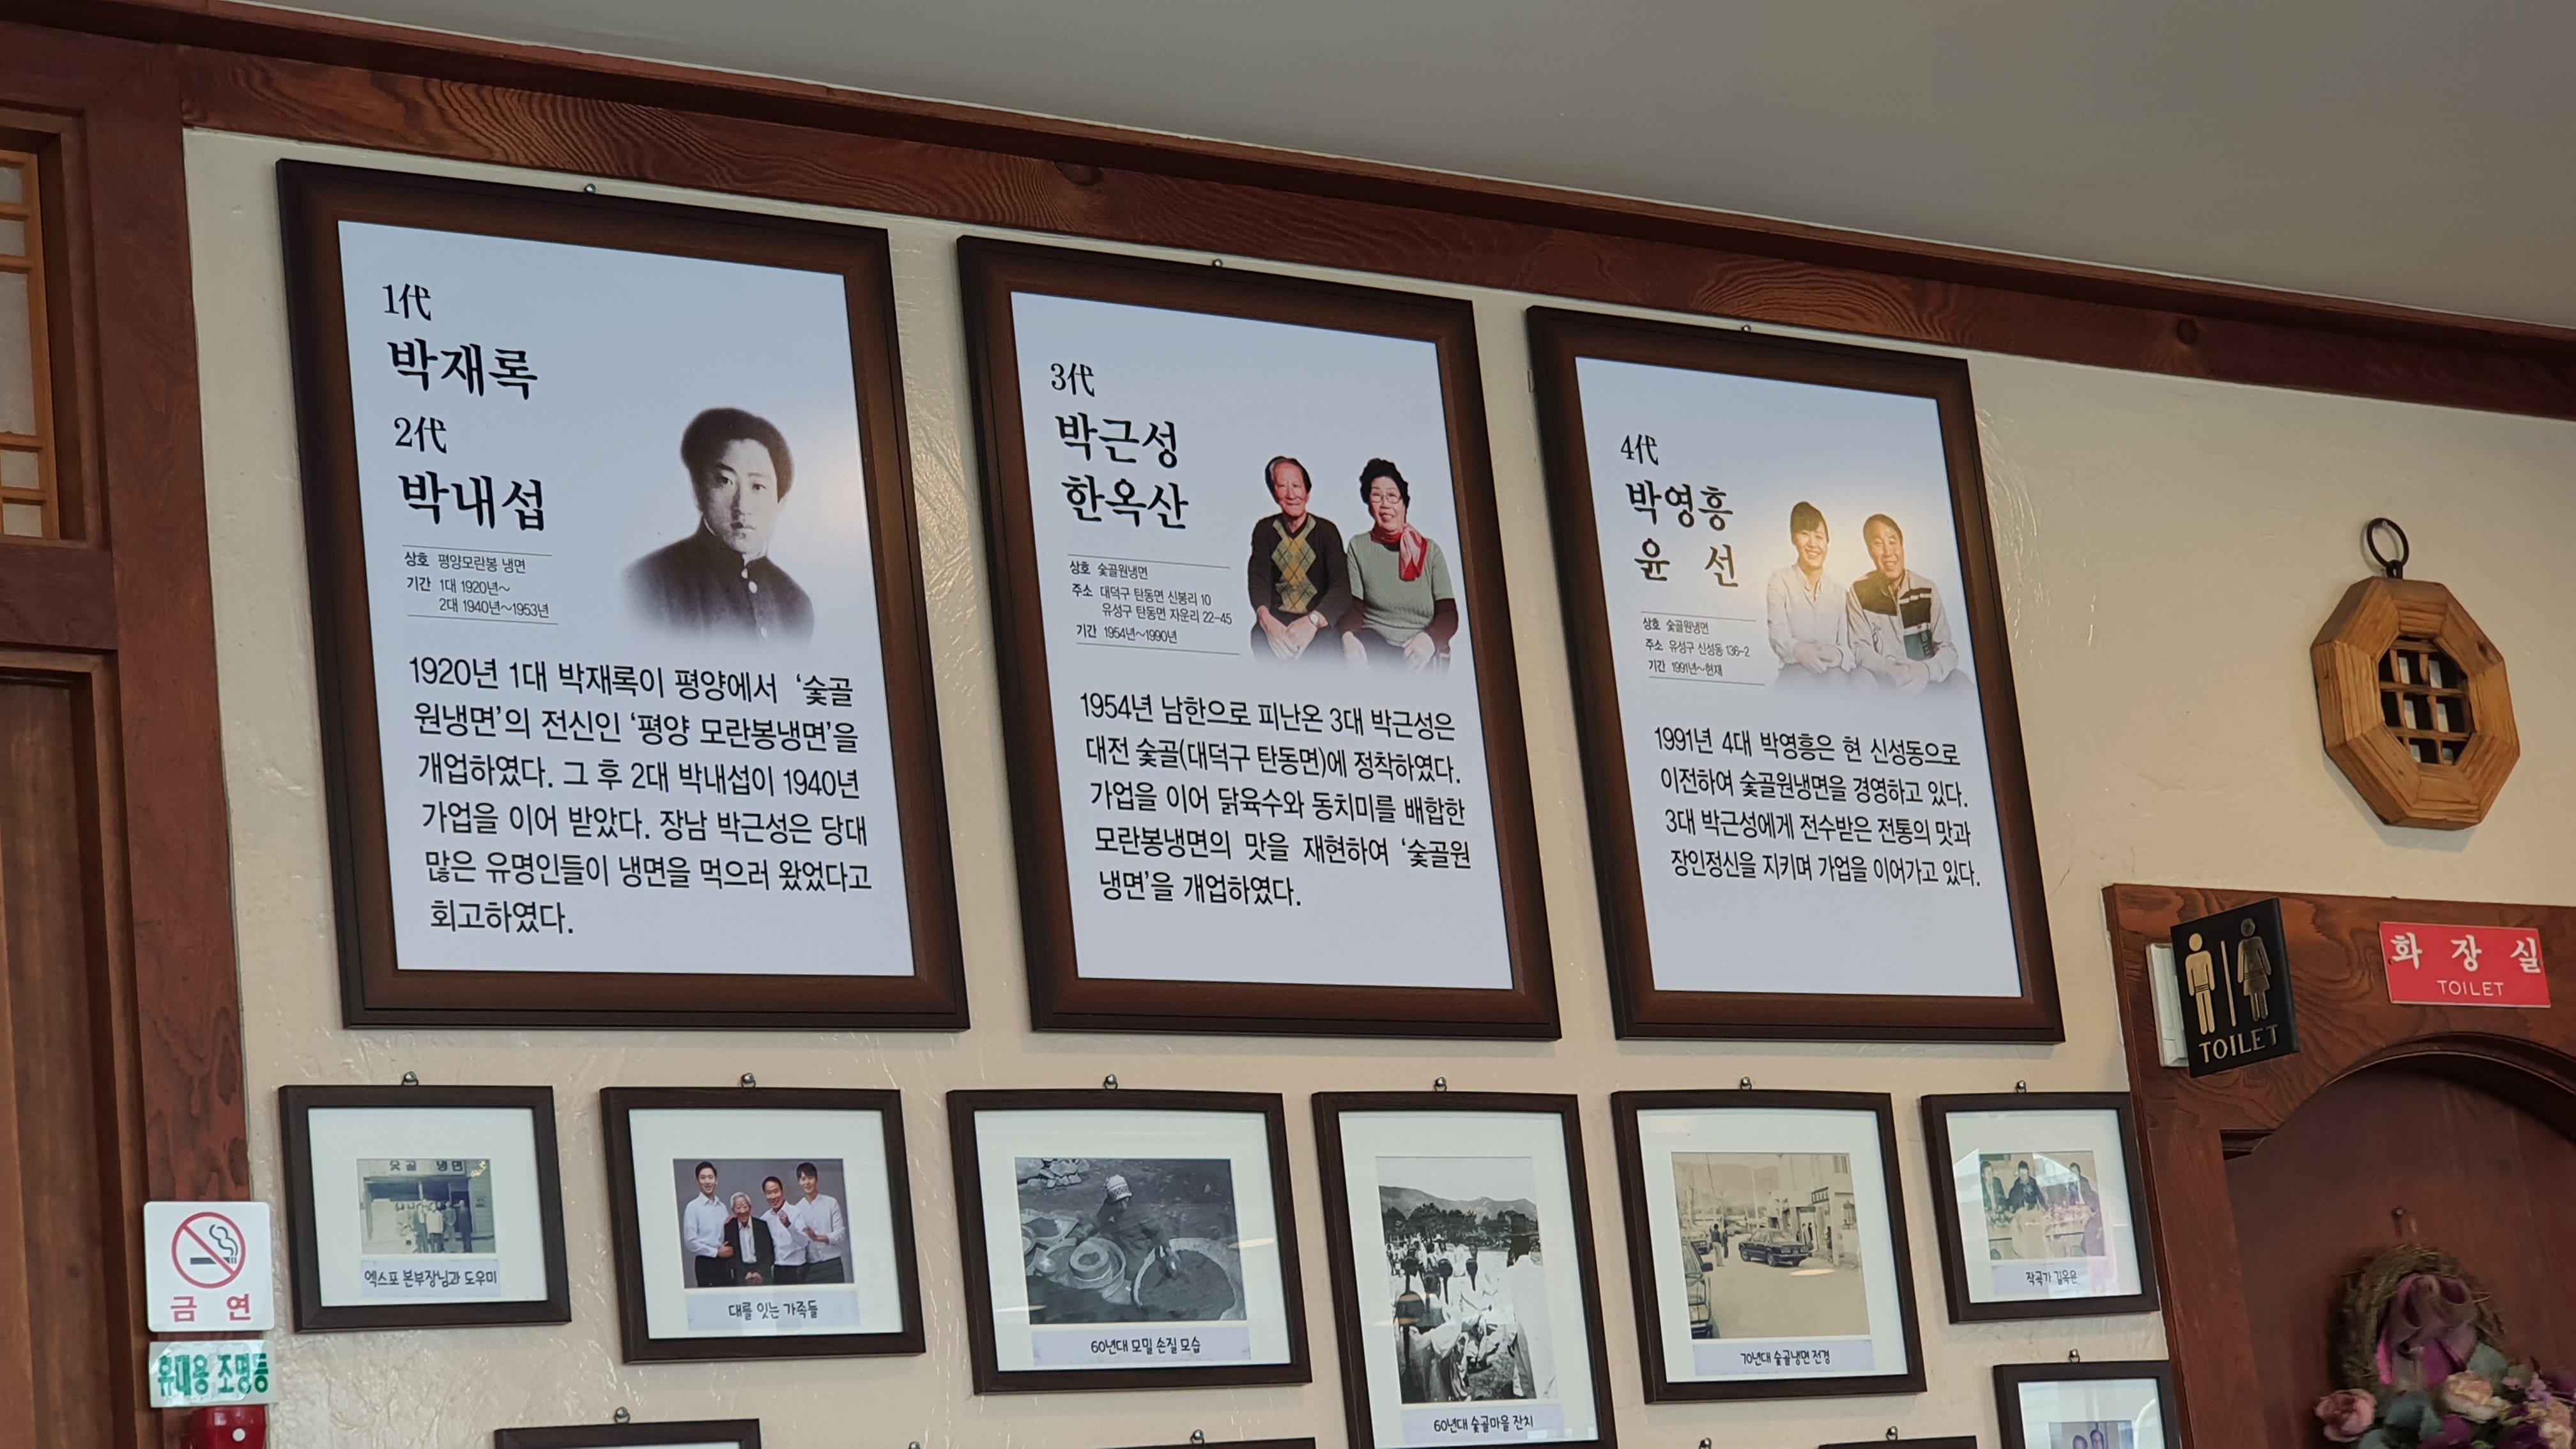 1代
박재록
2代
박내섭
상호 평양모란봉 냉면
기간 1대 1920년~
2대 1940년~1953년
1920년 1대 박재록이 평양에서 ‘숯골
원냉면’의 전신인 ‘평양 모란봉냉면’을
개업하였다. 그 후 2대 박내섭이 1940년
가업을 이어 받았다. 장남 박근성은 당대
많은 유명인들이 냉면을 먹으러 왔었다고
회고하였다.
3代
박근성
한옥산
상호 숯골원냉면
주소 대덕구 탄동면 신봉리 10
유성구 탄동면 자운리 22-45
기간 1954년~1990년
1954년 남한으로 피난온 3대 박근성은
대전 숯골(대덕구 탄동면)에 정착하였다.
가업을 이어 닭육수와 동치미를 배합한
모란봉냉면의 맛을 재현하여 ‘숯골원
냉면’을 개업하였다.
4代
박영흥
윤 선
상호 숯골원냉면
주소 유성구 신성동 136-2
기간 1991년~현재
1991년 4대 박영흥은 현 신성동으로
이전하여 숯골원냉면을 경영하고 있다.
3대 박근성에게 전수받은 전통의 맛과
장인정신을 지키며 가업을 이어가고 있다.
TOILET
화 장 실
TOILET
숯골 냉면
엑스포 본부장님과 도우미
대를 잇는 가족들
60년대 모밀 손질 모습
60년대 숯골마을 잔치
70년대 숯골냉면 전경
작곡가 길옥윤
금 연
휴대용 조명등